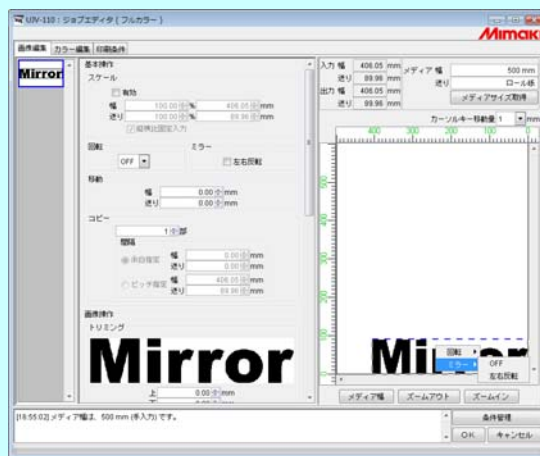 UJV-110 : ジョブエディタ ( フルカラー )
Mimaki
画像編集 カラー編集 印刷条件
Mirror
基本操作
スケール
有効
幅 100.00 % 406.05 mm
送り 100.00 % 89.96 mm
縦横比固定入力
回転 ミラー
OFF 左右反転
移動
幅 0.00 mm
送り 0.00 mm
コピー
1 部
間隔
余白指定 幅 0.00 mm
送り 0.00 mm
ピッチ指定 幅 406.05 mm
送り 89.96 mm
画像操作
トリミング
Mirror
上 0.00 mm
入力 幅 406.05 mm
送り 89.96 mm
出力 幅 406.05 mm
送り 89.96 mm
メディア 幅 500 mm
送り ロール様
メディアサイズ取得
カーソルキー移動量 1 mm
400 300 200 100 0
500
400
300
200
100
0
Mirror
回転
ミラー
OFF
左右反転
メディア幅 ズームアウト ズームイン
[18:55:02] メディア幅は、500 mm (手入力) です。
条件管理
OK キャンセル